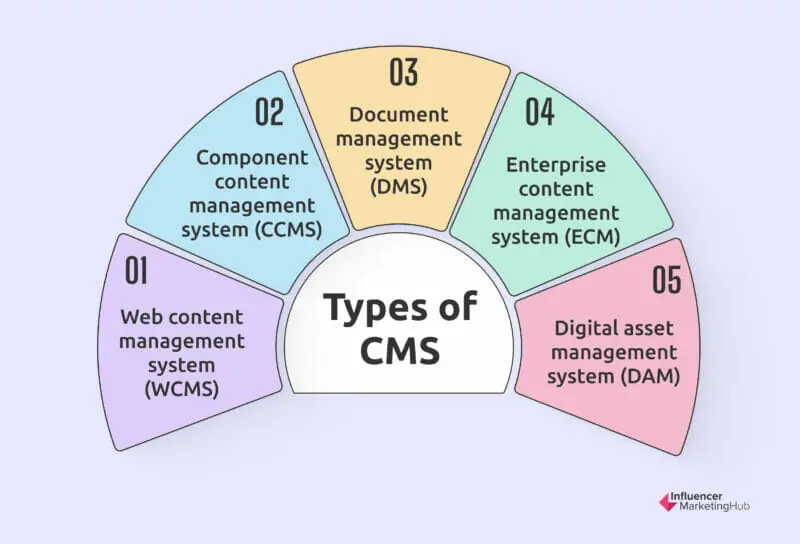 01
Web content
management
system
(WCMS)
02
Component
content
management
system (CCMS)
03
Document
management
system
(DMS)
04
Enterprise
content
management
system (ECM)
05
Digital asset
management
system (DAM)
Types of
CMS
Influencer
MarketingHub